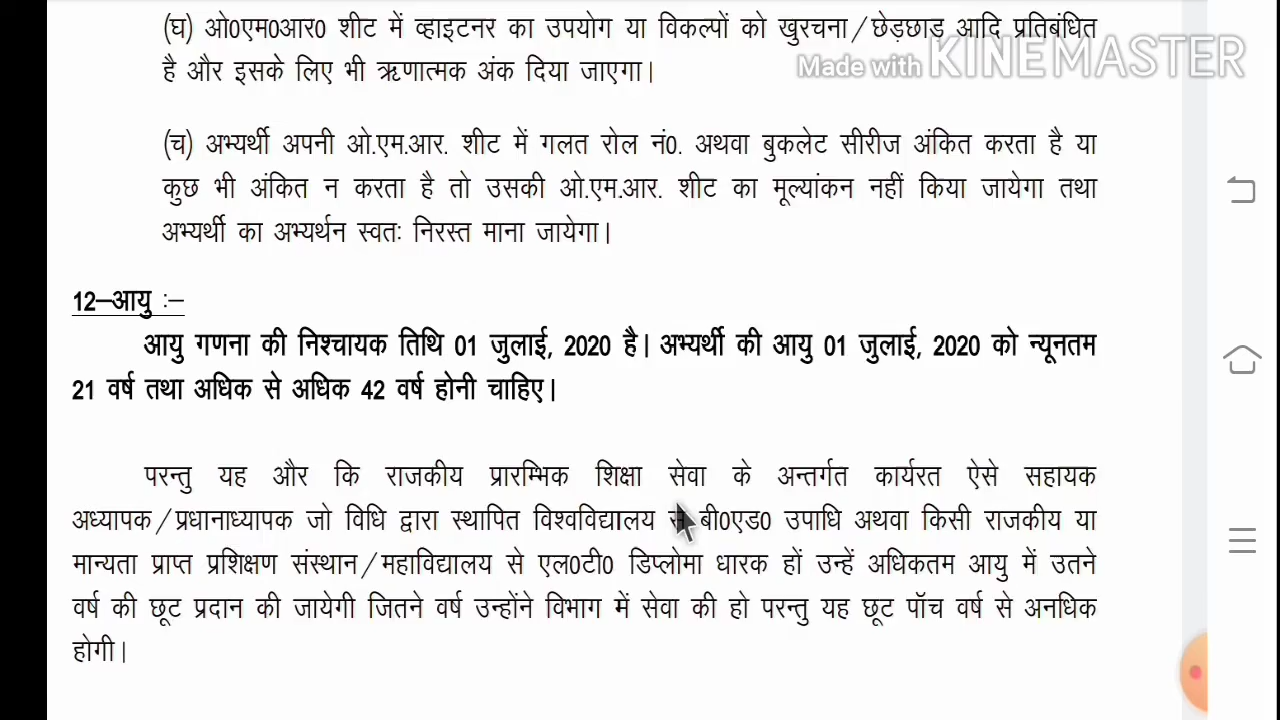 (घ) ओ0एम0आर0 शीट में व्हाइटनर का उपयोग या विकल्पों को खुरचना/छेड़छाड़ आदि प्रतिबंधित
है और इसके लिए भी ऋणात्मक अंक दिया जाएगा।
Made with KINEMASTER
(च) अभ्यर्थी अपनी ओ.एम.आर. शीट में गलत रोल नं0. अथवा बुकलेट सीरीज अंकित करता है या
कुछ भी अंकित न करता है तो उसकी ओ.एम.आर. शीट का मूल्यांकन नहीं किया जायेगा तथा
अभ्यर्थी का अभ्यर्थन स्वतः निरस्त माना जायेगा।
12–आयु :–
आयु गणना की निश्चायक तिथि 01 जुलाई, 2020 है। अभ्यर्थी की आयु 01 जुलाई, 2020 को न्यूनतम
21 वर्ष तथा अधिक से अधिक 42 वर्ष होनी चाहिए।
परन्तु यह और कि राजकीय प्रारम्भिक शिक्षा सेवा के अन्तर्गत कार्यरत ऐसे सहायक
अध्यापक/प्रधानाध्यापक जो विधि द्वारा स्थापित विश्वविद्यालय से बी0एड0 उपाधि अथवा किसी राजकीय या
मान्यता प्राप्त प्रशिक्षण संस्थान/महाविद्यालय से एल0टी0 डिप्लोमा धारक हों उन्हें अधिकतम आयु में उतने
वर्ष की छूट प्रदान की जायेगी जितने वर्ष उन्होंने विभाग में सेवा की हो परन्तु यह छूट पॉच वर्ष से अनधिक
होगी।